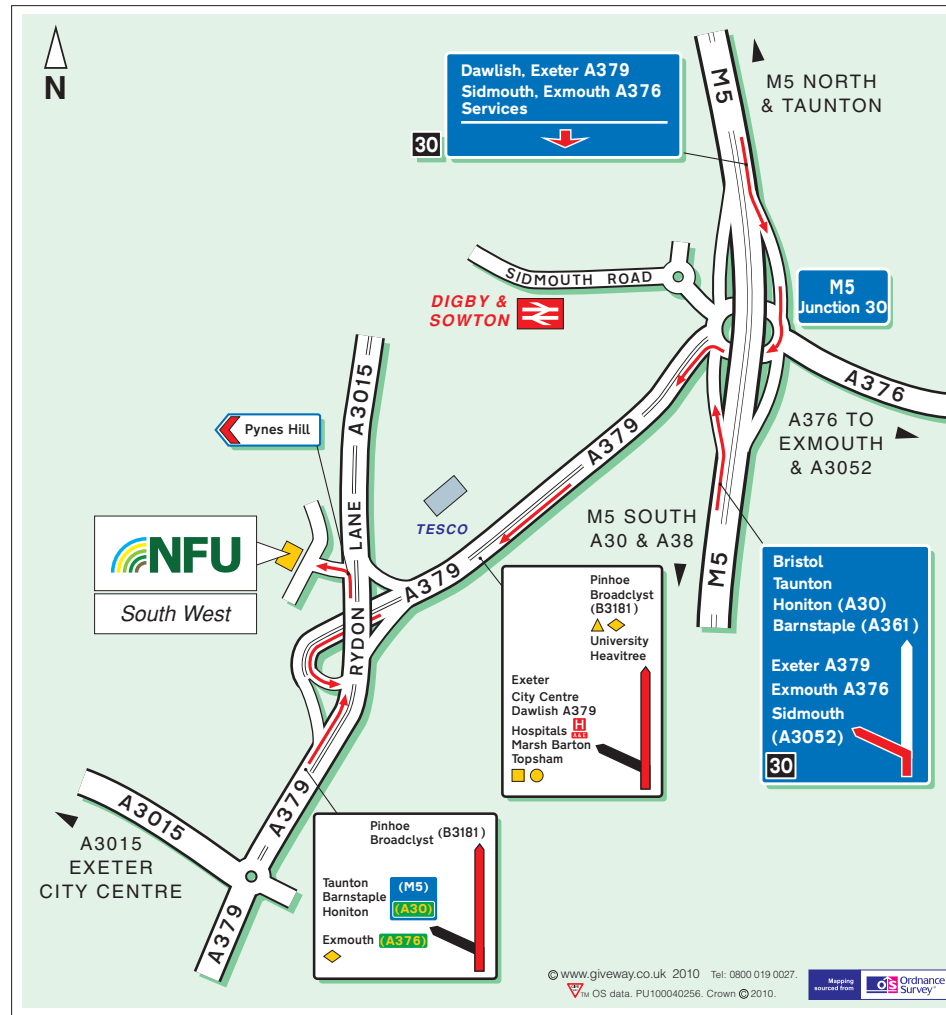 N
Dawlish, Exeter A379
Sidmouth, Exmouth A376
Services
30
M5
M5 NORTH
& TAUNTON
SIDMOUTH ROAD
DIGBY &
SOWTON
M5
Junction 30
A376
A376 TO
EXMOUTH
& A3052
A3015
A379
Pynes Hill
TESCO
M5 SOUTH
A30 & A38
M5
NFU
South West
RYDON LANE
A379
Pinhoe
Broadclyst
(B3181)
University
Heavitree
Exeter
City Centre
Dawlish A379
Hospitals H
A&E
Marsh Barton
Topsham
Bristol
Taunton
Honiton (A30)
Barnstaple (A361)
Exeter A379
Exmouth A376
Sidmouth
(A3052)
30
A3015
A379
A3015
EXETER
CITY CENTRE
A379
Pinhoe
Broadclyst (B3181)
Taunton (M5)
Barnstaple
Honiton (A30)
Exmouth (A376)
© www.giveway.co.uk 2010 Tel: 0800 019 0027.
TM OS data. PU100040256. Crown © 2010.
Mapping
sourced from
OS Ordnance
Survey